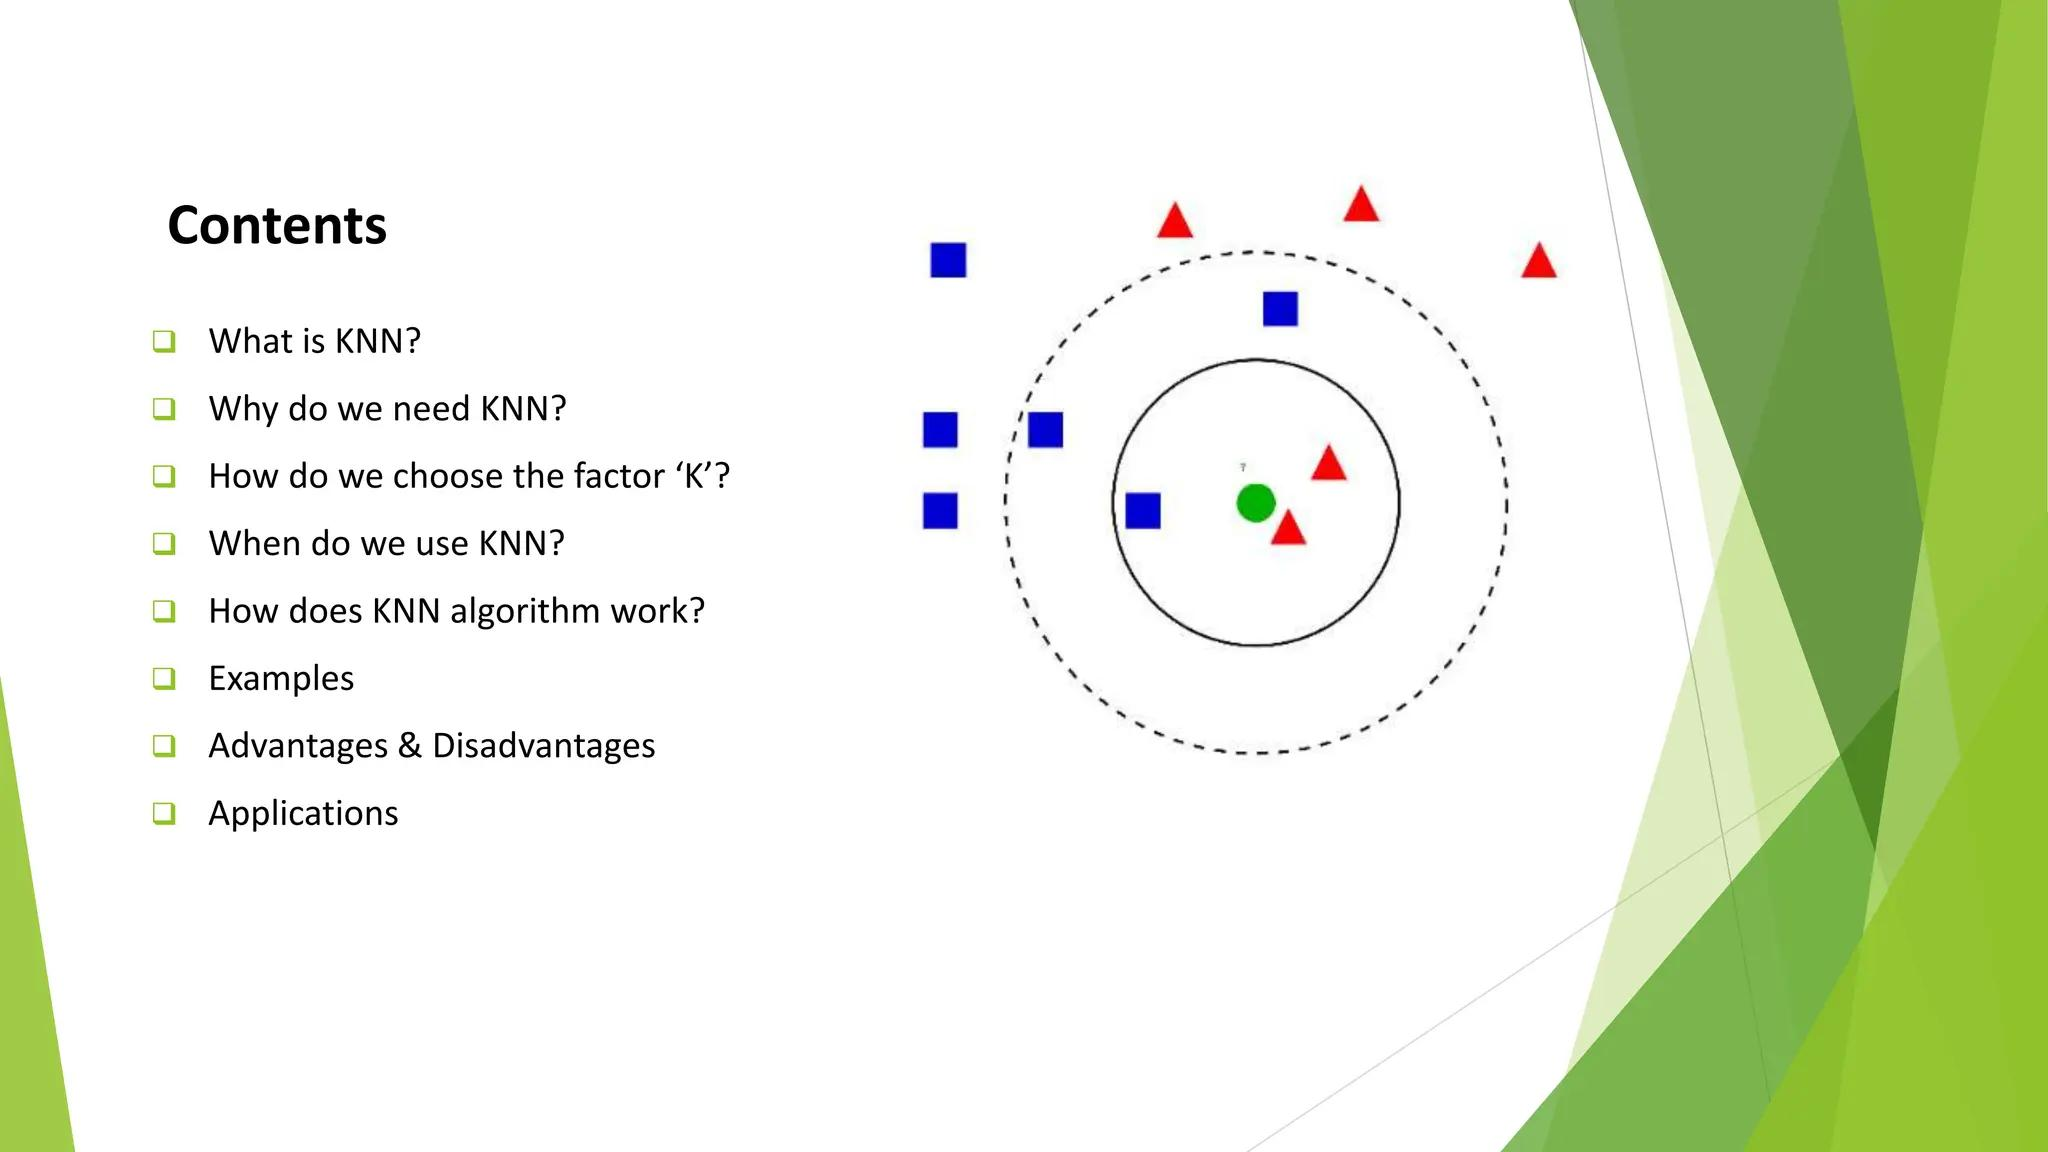 Contents
What is KNN?
Why do we need KNN?
How do we choose the factor ‘K’?
When do we use KNN?
How does KNN algorithm work?
Examples
Advantages & Disadvantages
Applications
?